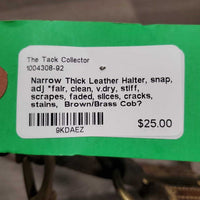 The Tack Collector
1004308-92
Narrow Thick Leather Halter, snap,
adj *fair, clean, v.dry, stiff,
scrapes, faded, slices, cracks,
stains, Brown/Brass Cob?
9KDAEZ
$25.00